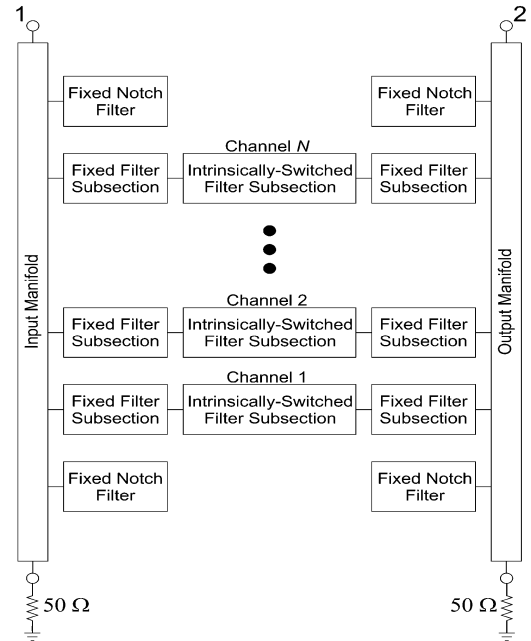 1
2
Fixed Notch
Filter
Fixed Notch
Filter
Channel N
Fixed Filter
Subsection
Intrinsically-Switched
Filter Subsection
Fixed Filter
Subsection
Input Manifold
Output Manifold
Channel 2
Fixed Filter
Subsection
Intrinsically-Switched
Filter Subsection
Fixed Filter
Subsection
Channel 1
Fixed Filter
Subsection
Intrinsically-Switched
Filter Subsection
Fixed Filter
Subsection
Fixed Notch
Filter
Fixed Notch
Filter
50 Ω
50 Ω